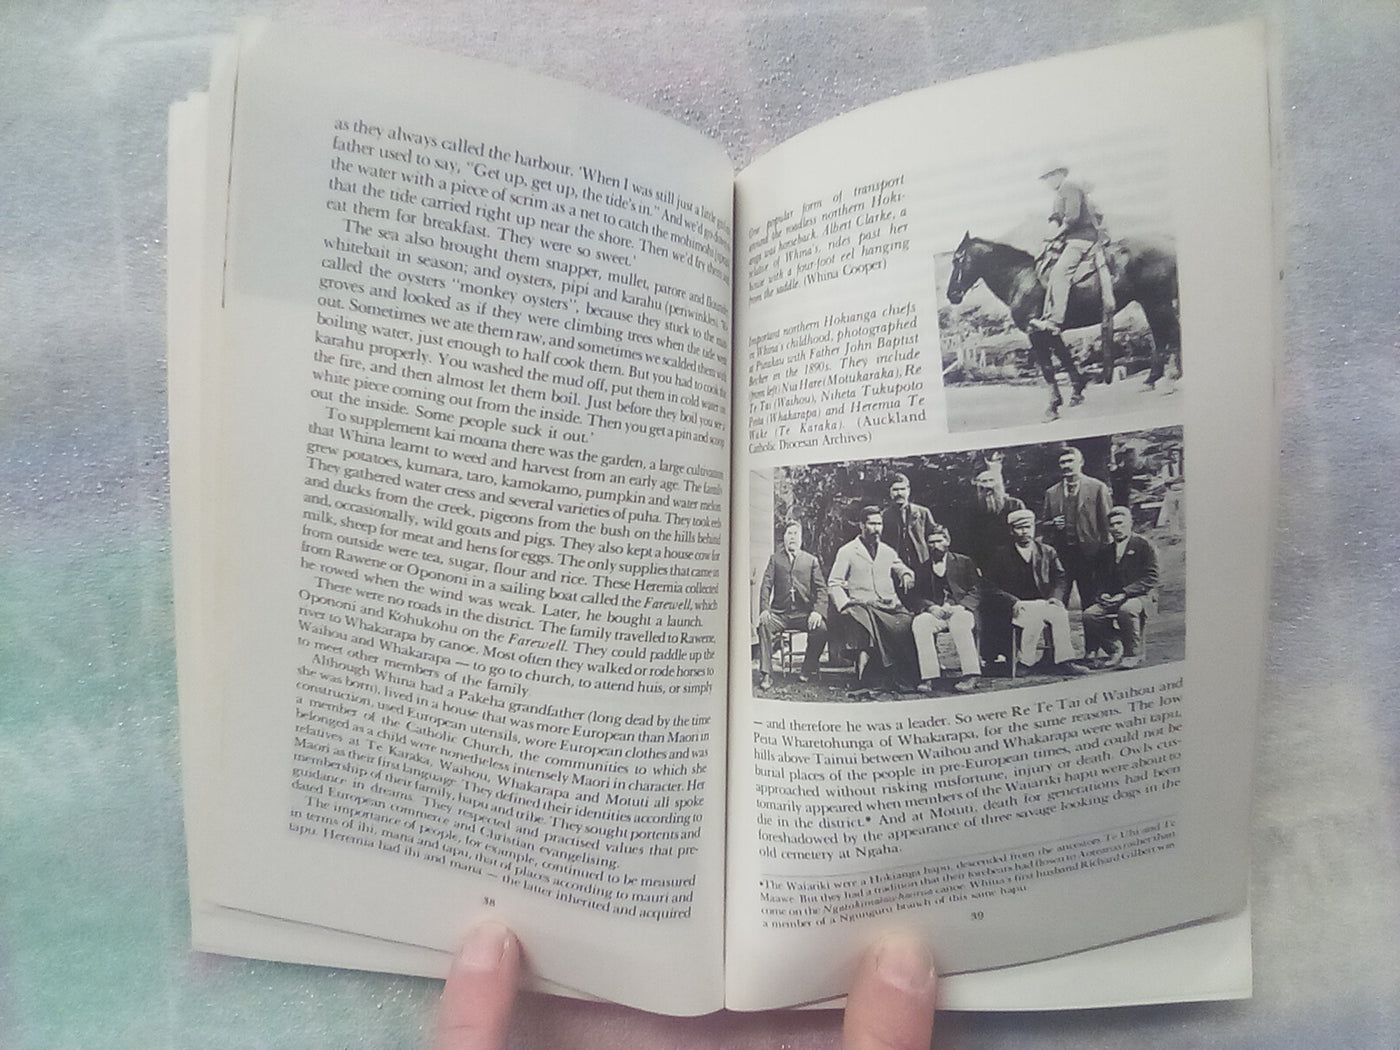 as they always called the harbour. 'When I was still just a little
father used to say, "Get up, get up, the tide's in." And we'd go down
the water with a piece of scrim as a net to catch the mohimohi
that the tide carried right up near the shore. Then we'd fry them and
eat them for breakfast. They were so sweet.'
The sea also brought them snapper, mullet, parore and flounder,
whitebait in season; and oysters, pipi and karahu (periwinkles).
called the oysters "monkey oysters", because they stuck to the
groves and looked as if they were climbing trees when the tide went
out. Sometimes we ate them raw, and sometimes we scalded them with
boiling water, just enough to half cook them. But you had to cook the
karahu properly. You washed the mud off, put them in cold water on
the fire, and then almost let them boil. Just before they boil you see a
white piece coming out from the inside. Then you get a pin and scoop
out the inside. Some people suck it out.'
To supplement kai moana there was the garden, a large cultivation
that Whina learnt to weed and harvest from an early age. The family
grew potatoes, kumara, taro, kamokamo, pumpkin and water melon.
They gathered water cress and several varieties of puha. They took eels
and ducks from the creek, pigeons from the bush on the hills behind
and, occasionally, wild goats and pigs. They also kept a house cow for
milk, sheep for meat and hens for eggs. The only supplies that came in
from outside were tea, sugar, flour and rice. These Heremia collected
from Rawene or Opononi in a sailing boat called the Farewell, which
he rowed when the wind was weak. Later, he bought a launch.
There were no roads in the district. The family travelled to Rawene,
Opononi and Kohukohu on the Farewell. They could paddle up the
river to Whakarapa by canoe. Most often they walked or rode horses to
Waihou and Whakarapa — to go to church, to attend huis, or simply
to meet other members of the family.
Although Whina had a Pakeha grandfather (long dead by the time
she was born), lived in a house that was more European than Maori in
construction, used European utensils, wore European clothes and was
a member of the Catholic Church, the communities to which she
belonged as a child were nonetheless intensely Maori in character. Her
relatives at Te Karaka, Waihou, Whakarapa and Motuti all spoke
Maori as their first language. They defined their identities according to
membership of their family, hapu and tribe. They sought portents and
guidance in dreams. They respected and practised values that pre-
dated European commerce and Christian evangelising.
The importance of people, for example, continued to be measured
in terms of ihi, mana and tapu, that of places according to mauri and
tapu. Heremia had ihi and mana — the latter inherited and acquired
38
One popular form of transport
around the roadless northern Hoki-
anga was horseback. Albert Clarke, a
relative of Whina's, rides past her
house with a four-foot eel hanging
from the saddle. (Whina Cooper)
Important northern Hokianga chiefs
in Whina's childhood, photographed
at Purakau with Father John Baptist
Becker in the 1890s. They include
(from left) Nui Hare (Motukaraka), Re
Te Tai (Waihou), Niheta Tukupoto
Peita (Whakarapa) and Heremia Te
Wake (Te Karaka). (Auckland
Catholic Diocesan Archives)
— and therefore he was a leader. So were Re Te Tai of Waihou and
Peita Wharetohunga of Whakarapa, for the same reasons. The low
hills above Tainui between Waihou and Whakarapa were wahi tapu,
burial places of the people in pre-European times, and could not be
approached without risking misfortune, injury or death. Owls cus-
tomarily appeared when members of the Waiariki hapu were about to
die in the district.* And at Motuti, death for generations had been
foreshadowed by the appearance of three savage looking dogs in the
old cemetery at Ngaha.
*The Waiariki were a Hokianga hapu, descended from the ancestors Te Uhi and Te
Maawe. But they had a tradition that their forebears had flown to Aotearoa rather than
come on the Ngatokimatawhaorua canoe. Whina's first husband Richard Gilbert was
a member of a Ngunguru branch of this same hapu.
39